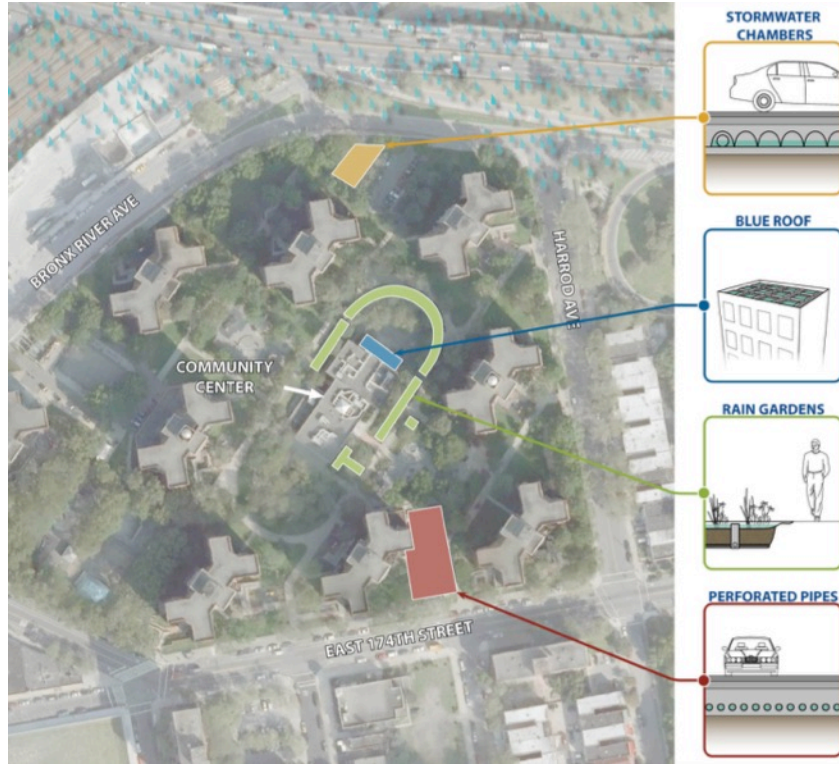 STORMWATER
CHAMBERS
BRONX RIVER AVE
HARROD AVE
BLUE ROOF
COMMUNITY
CENTER
RAIN GARDENS
PERFORATED PIPES
EAST 174TH STREET